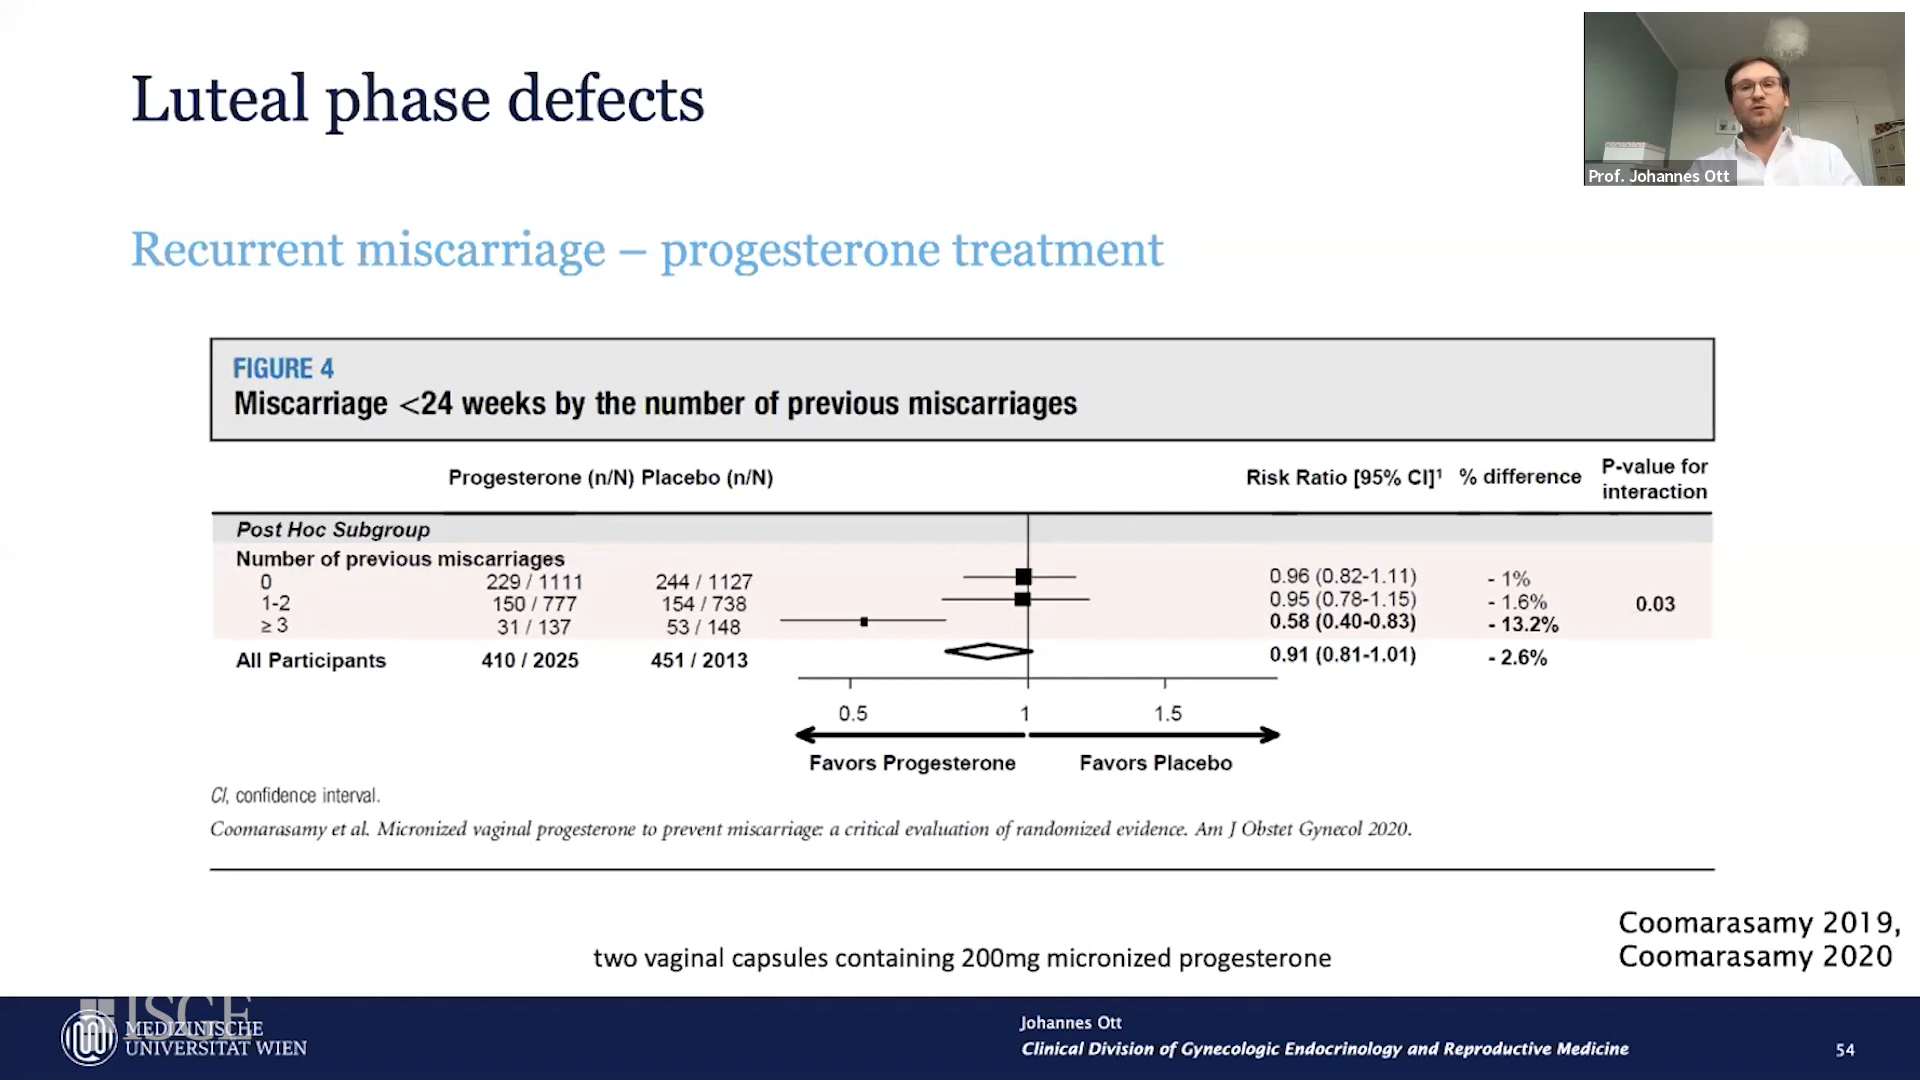 Luteal phase defects
Prof. Johannes Ott
Recurrent miscarriage – progesterone treatment
FIGURE 4
Miscarriage <24 weeks by the number of previous miscarriages
Progesterone (n/N) Placebo (n/N) Risk Ratio [95% CI]¹ % difference P-value for interaction
Post Hoc Subgroup
Number of previous miscarriages
0 229 / 1111 244 / 1127 0.96 (0.82-1.11) - 1%
1-2 150 / 777 154 / 738 0.95 (0.78-1.15) - 1.6% 0.03
≥ 3 31 / 137 53 / 148 0.58 (0.40-0.83) - 13.2%
All Participants 410 / 2025 451 / 2013 0.91 (0.81-1.01) - 2.6%
0.5 1 1.5
Favors Progesterone Favors Placebo
CI, confidence interval.
Coomarasamy et al. Micronized vaginal progesterone to prevent miscarriage: a critical evaluation of randomized evidence. Am J Obstet Gynecol 2020.
Coomarasamy 2019,
Coomarasamy 2020
two vaginal capsules containing 200mg micronized progesterone
ISGE
MEDIZINISCHE
UNIVERSITÄT WIEN
Johannes Ott
Clinical Division of Gynecologic Endocrinology and Reproductive Medicine
54